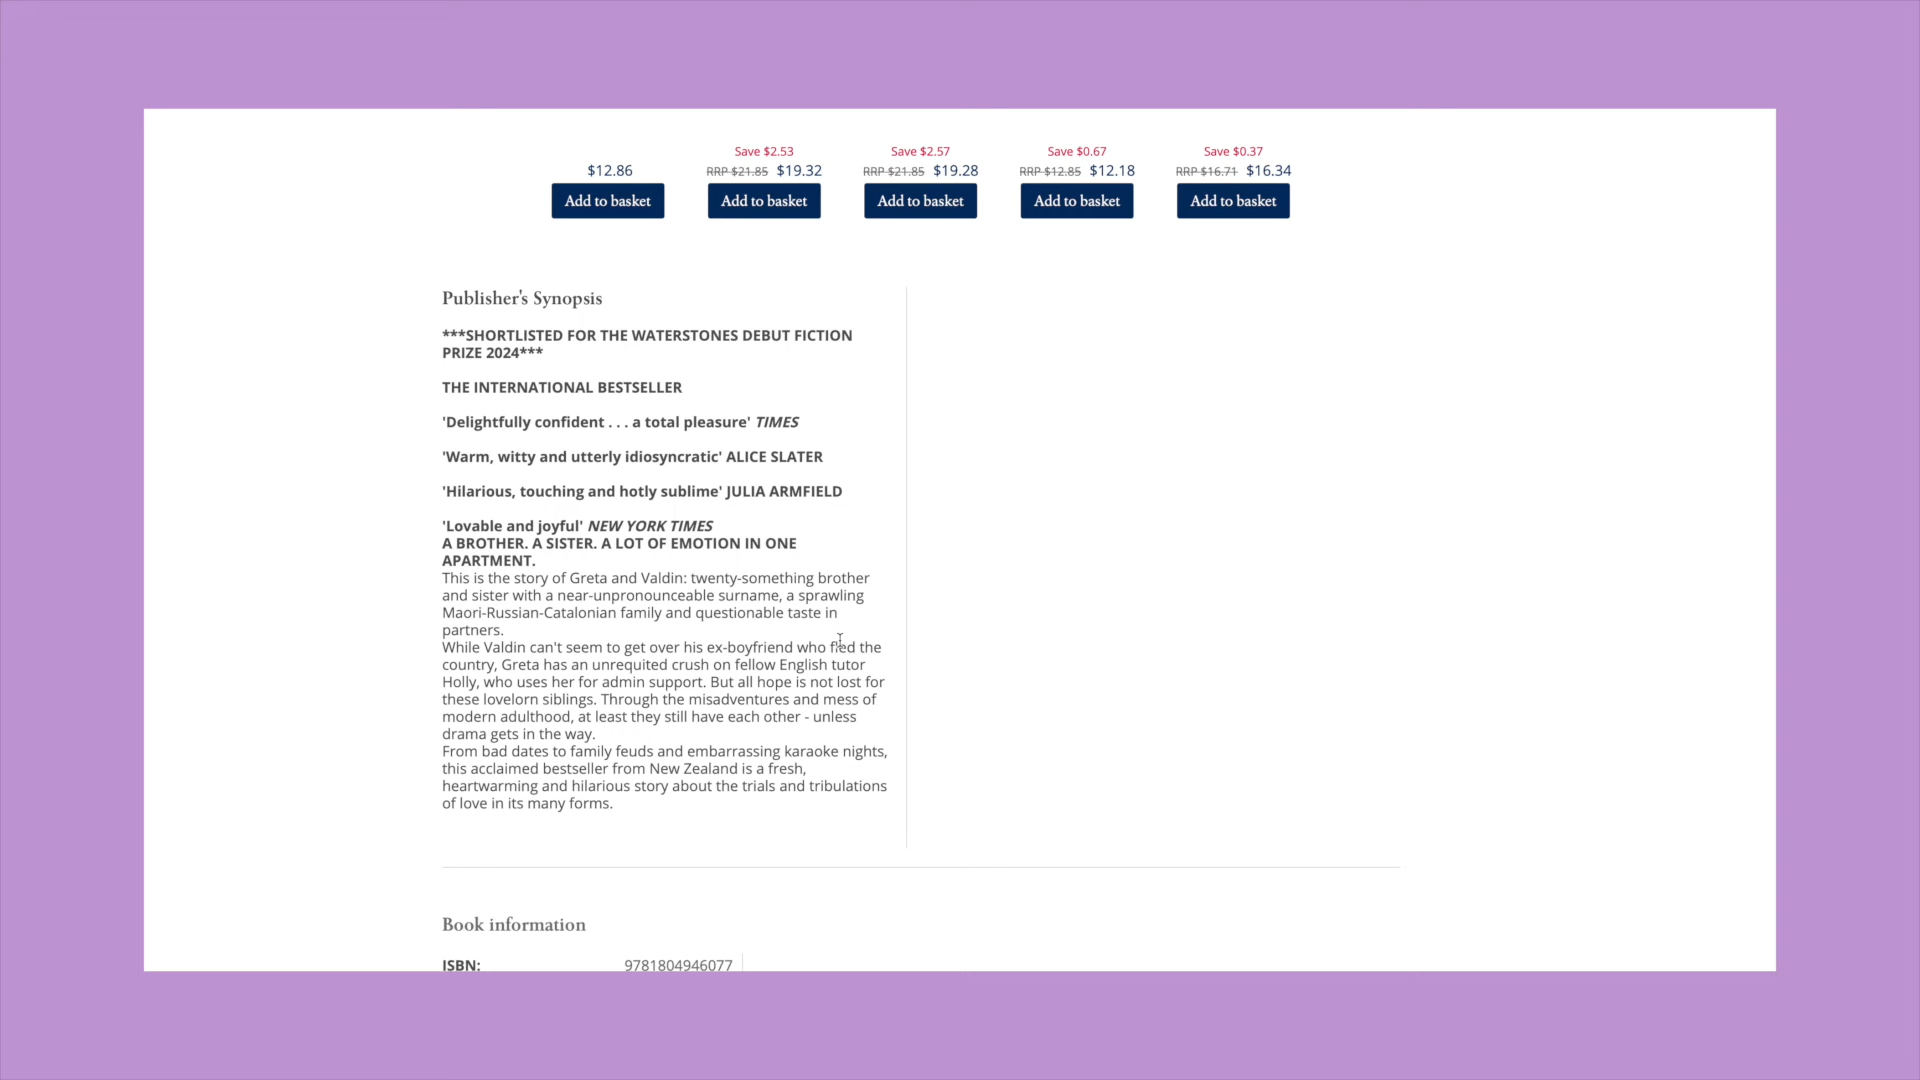 Save $2.53 Save $2.57 Save $0.67 Save $0.37
$12.86 RRP $21.85 $19.32 RRP $21.85 $19.28 RRP $12.85 $12.18 RRP $16.71 $16.34
Add to basket Add to basket Add to basket Add to basket Add to basket
Publisher's Synopsis
***SHORTLISTED FOR THE WATERSTONES DEBUT FICTION
PRIZE 2024***
THE INTERNATIONAL BESTSELLER
'Delightfully confident . . . a total pleasure' TIMES
'Warm, witty and utterly idiosyncratic' ALICE SLATER
'Hilarious, touching and hotly sublime' JULIA ARMFIELD
'Lovable and joyful' NEW YORK TIMES
A BROTHER. A SISTER. A LOT OF EMOTION IN ONE
APARTMENT.
This is the story of Greta and Valdin: twenty-something brother
and sister with a near-unpronounceable surname, a sprawling
Maori-Russian-Catalonian family and questionable taste in
partners.
While Valdin can't seem to get over his ex-boyfriend who fled the
country, Greta has an unrequited crush on fellow English tutor
Holly, who uses her for admin support. But all hope is not lost for
these lovelorn siblings. Through the misadventures and mess of
modern adulthood, at least they still have each other - unless
drama gets in the way.
From bad dates to family feuds and embarrassing karaoke nights,
this acclaimed bestseller from New Zealand is a fresh,
heartwarming and hilarious story about the trials and tribulations
of love in its many forms.
Book information
ISBN: 9781804946077